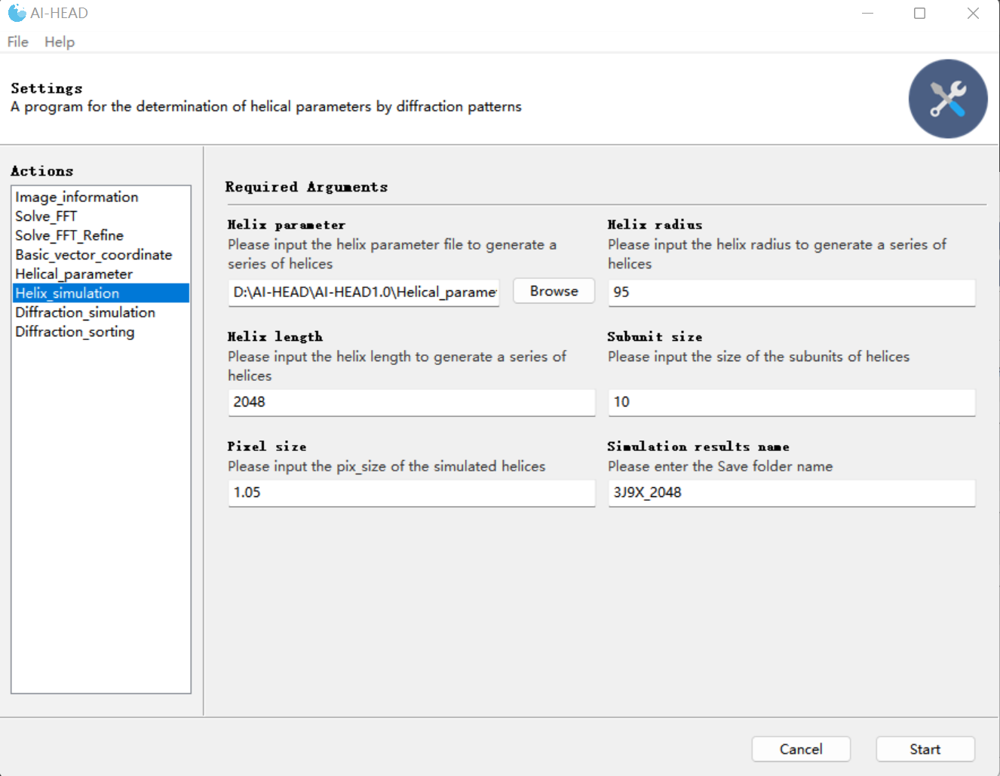 AI-HEAD
File Help
Settings
A program for the determination of helical parameters by diffraction patterns
Actions
Image_information
Solve_FFT
Solve_FFT_Refine
Basic_vector_coordinate
Helical_parameter
Helix_simulation
Diffraction_simulation
Diffraction_sorting
Required Arguments
Helix parameter
Please input the helix parameter file to generate a
series of helices
D:\AI-HEAD\AI-HEAD1.0\Helical_parame
Browse
Helix radius
Please input the helix radius to generate a series of
helices
95
Helix length
Please input the helix length to generate a series of
helices
2048
Subunit size
Please input the size of the subunits of helices
10
Pixel size
Please input the pix_size of the simulated helices
1.05
Simulation results name
Please enter the Save folder name
3J9X_2048
Cancel
Start